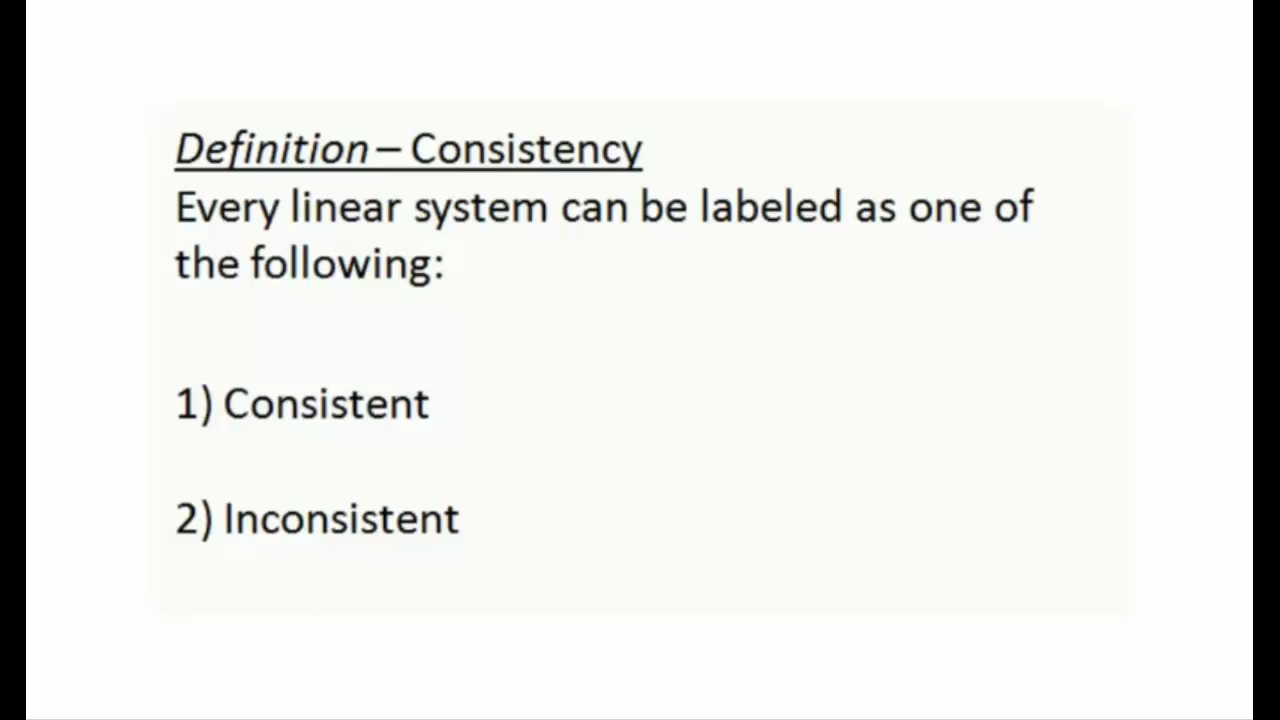 Definition – Consistency
Every linear system can be labeled as one of
the following:
1) Consistent
2) Inconsistent